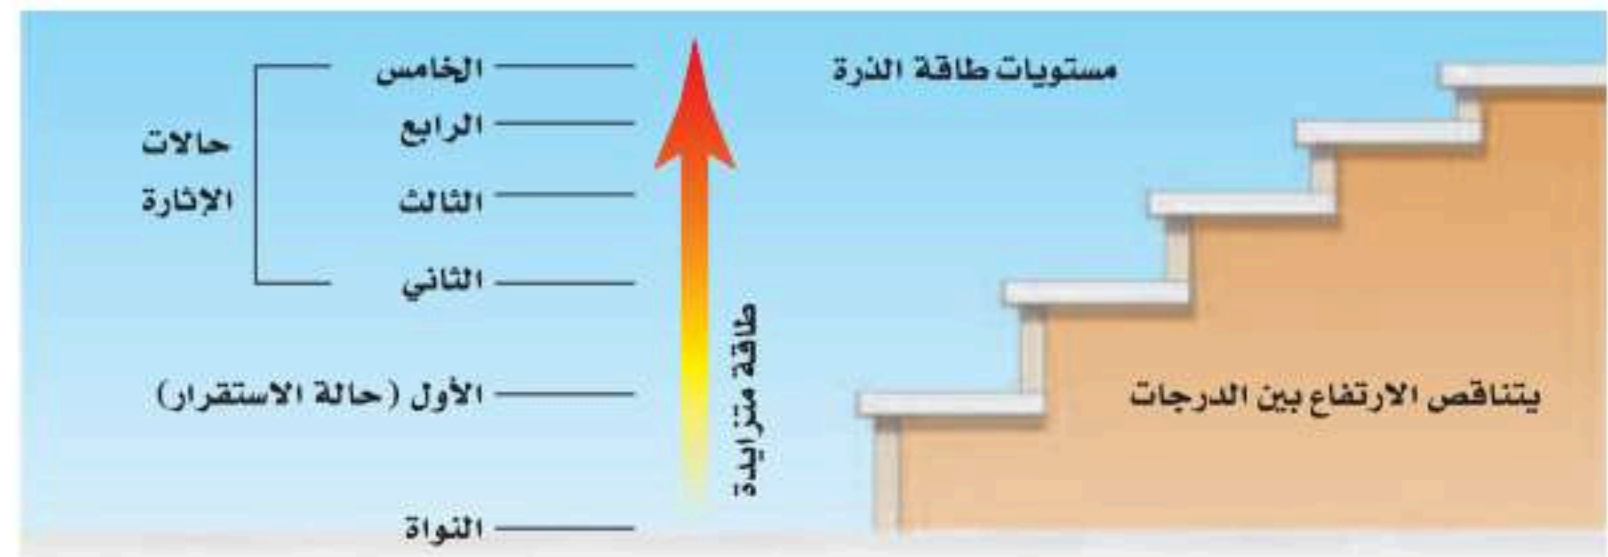 مستويات طاقة الذرة
يتناقص الارتفاع بين الدرجات
طاقة متزايدة
الخامس
الرابع
الثالث
الثاني
حالات
الإثارة
الأول (حالة الاستقرار)
النواة